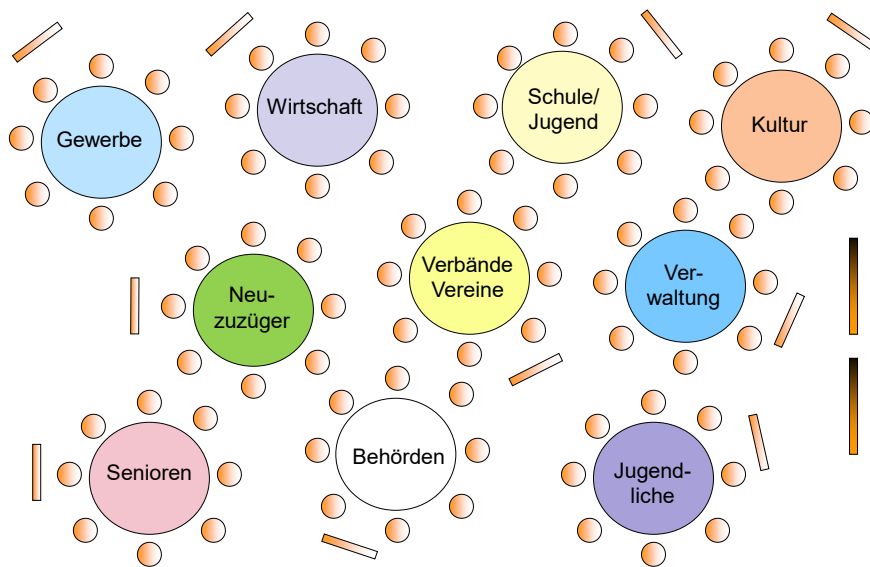 Gewerbe
Wirtschaft
Schule/
Jugend
Kultur
Neu-
zuzüger
Verbände
Vereine
Ver-
waltung
Senioren
Behörden
Jugend-
liche